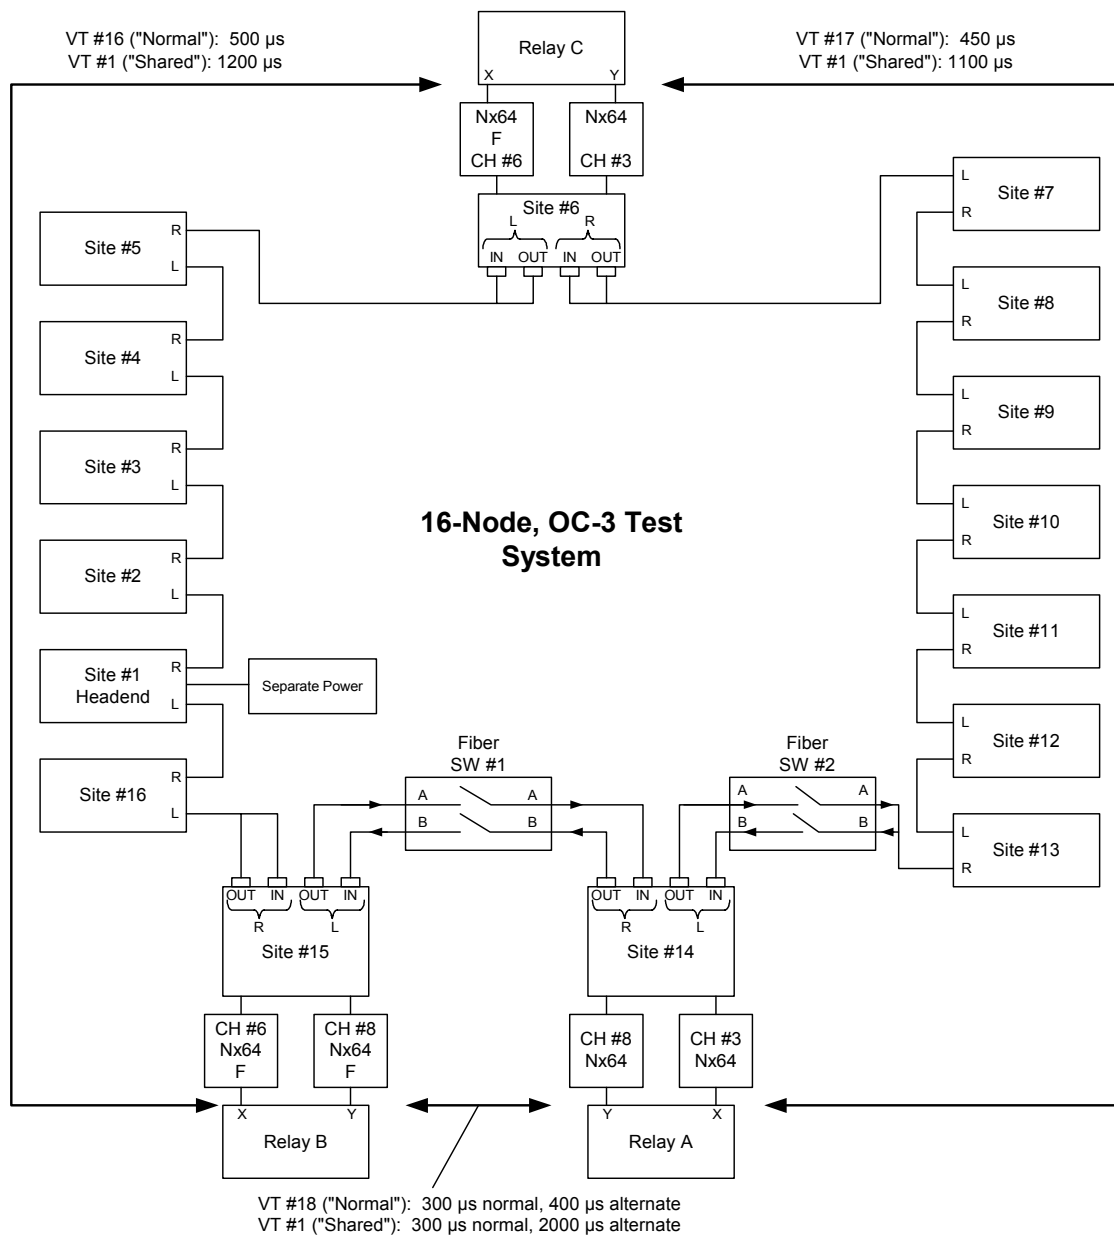 VT #16 ("Normal"): 500 µs
VT #1 ("Shared"): 1200 µs
Relay C
X Y
VT #17 ("Normal"): 450 µs
VT #1 ("Shared"): 1100 µs
Nx64
F
CH #6
Nx64
CH #3
Site #6
L R
IN OUT IN OUT
Site #5
R
L
Site #4
R
L
Site #3
R
L
Site #2
R
L
Site #1
Headend
R
L
Separate Power
Site #16
R
L
16-Node, OC-3 Test
System
L
R
Site #7
L
R
Site #8
L
R
Site #9
L
R
Site #10
L
R
Site #11
L
R
Site #12
L
R
Site #13
Fiber
SW #1
A A
B B
Fiber
SW #2
A A
B B
OUT IN OUT IN
R L
Site #15
OUT IN OUT IN
R L
Site #14
CH #6
Nx64
F
CH #8
Nx64
F
CH #8
Nx64
CH #3
Nx64
X Y
Relay B
Y X
Relay A
VT #18 ("Normal"): 300 µs normal, 400 µs alternate
VT #1 ("Shared"): 300 µs normal, 2000 µs alternate